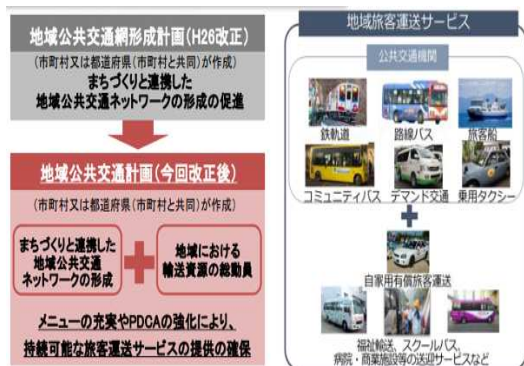 地域公共交通網形成計画(H26改正)
(市町村又は都道府県(市町村と共同)が作成)
まちづくりと連携した
地域公共交通ネットワークの形成の促進
地域公共交通計画(今回改正後)
(市町村又は都道府県(市町村と共同)が作成)
まちづくりと連携した
地域公共交通
ネットワークの形成
地域における
輸送資源の総動員
メニューの充実やPDCAの強化により、
持続可能な旅客運送サービスの提供の確保
地域旅客運送サービス
公共交通機関
鉄軌道
路線バス
旅客船
コミュニティバス
デマンド交通
乗用タクシー
自家用有償旅客運送
福祉輸送、スクールバス、
病院・商業施設等の送迎サービスなど